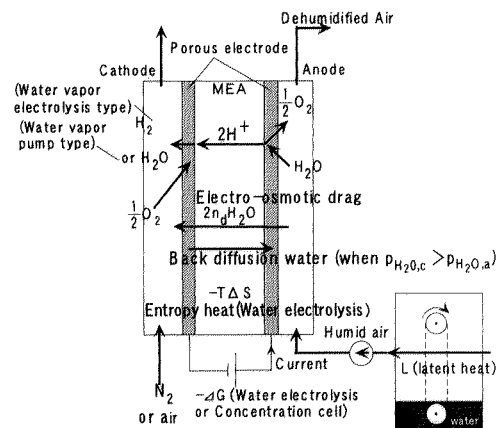 Dehumidified Air
Porous electrode
Cathode
Anode
MEA
(Water vapor
electrolysis type)
H2
(Water vapor
pump type)
or H2O
1/2 O2
2H+
H2O
1/2 O2
Electro-osmotic drag
2ndH2O
Back diffusion water (when pH2O,c > pH2O,a)
-TΔS
Entropy heat(Water electrolysis)
Humid air
L (latent heat)
Current
N2
or air
-ΔG (Water electrolysis
or Concentration cell)
water